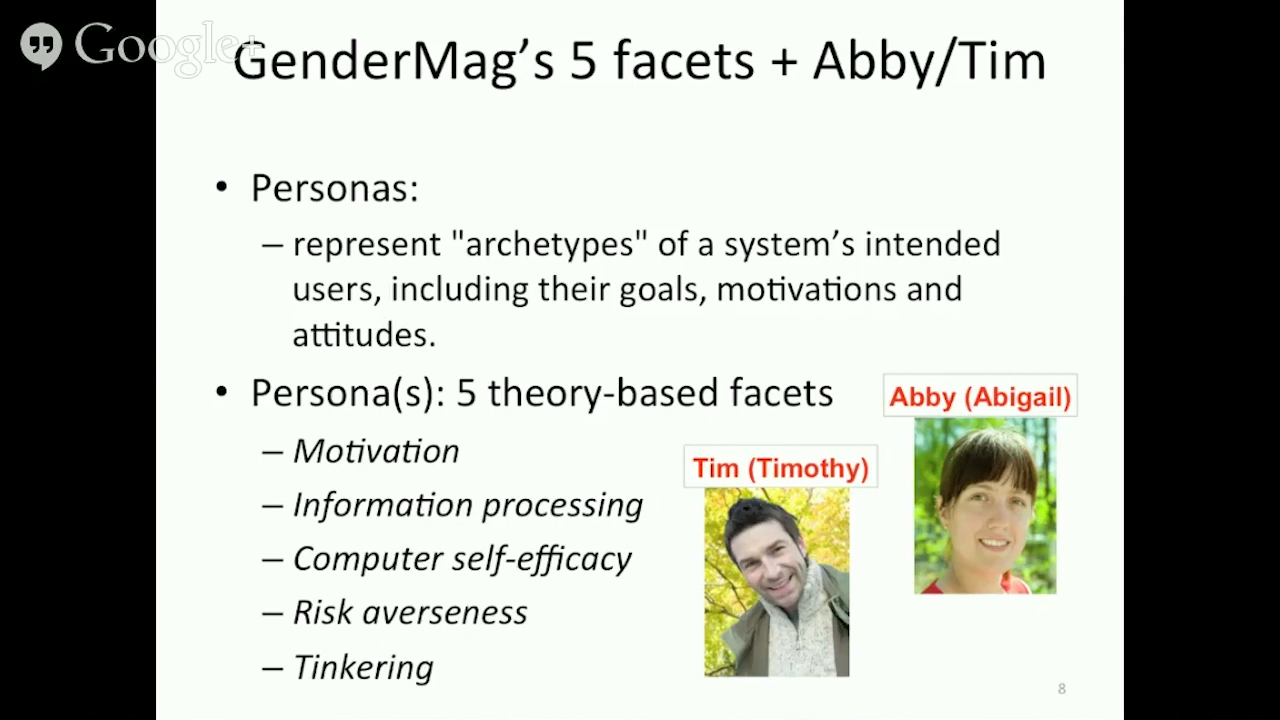 Google+
GenderMag’s 5 facets + Abby/Tim
• Personas:
– represent "archetypes" of a system’s intended
users, including their goals, motivations and
attitudes.
• Persona(s): 5 theory-based facets
– Motivation
– Information processing
– Computer self-efficacy
– Risk averseness
– Tinkering
Abby (Abigail)
Tim (Timothy)
8